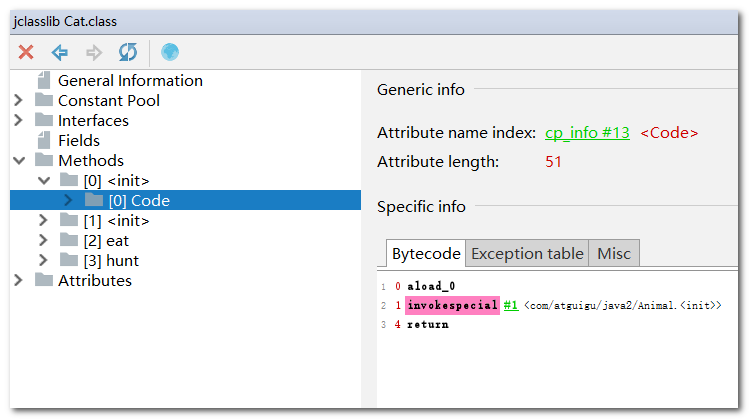 jclasslib Cat.class
General Information
Constant Pool
Interfaces
Fields
Methods
[0] <init>
[0] Code
[1] <init>
[2] eat
[3] hunt
Attributes
Generic info
Attribute name index: cp_info #13 <Code>
Attribute length: 51
Specific info
Bytecode Exception table Misc
1 0 aload_0
2 1 invokespecial #1 <com/atguigu/java2/Animal.<init>>
3 4 return